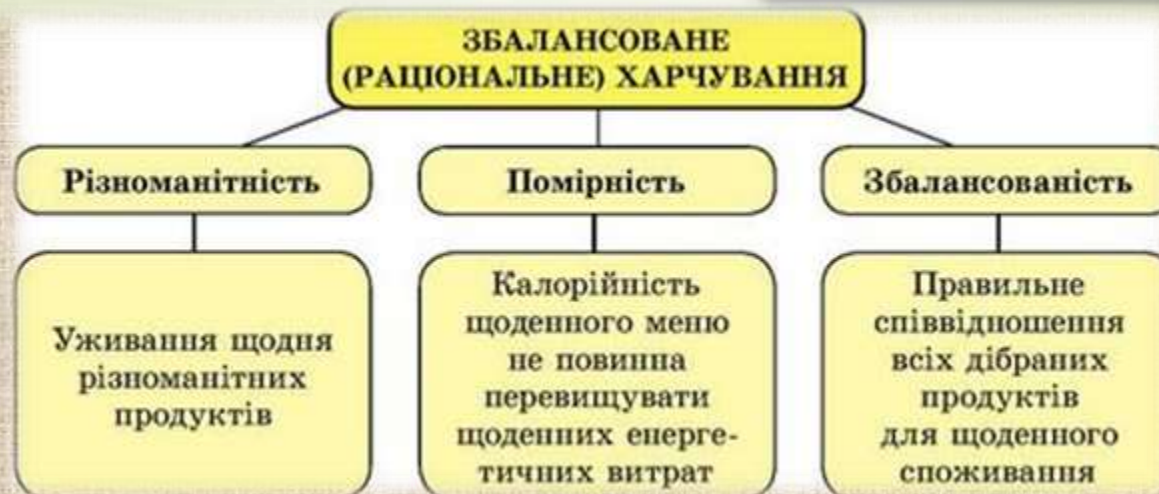 ЗБАЛАНСОВАНЕ
(РАЦІОНАЛЬНЕ) ХАРЧУВАННЯ
Різноманітність
Уживання щодня
різноманітних
продуктів
Помірність
Калорійність
щоденного меню
не повинна
перевищувати
щоденних енерге-
тичних витрат
Збалансованість
Правильне
співвідношення
всіх дібраних
продуктів
для щоденного
споживання